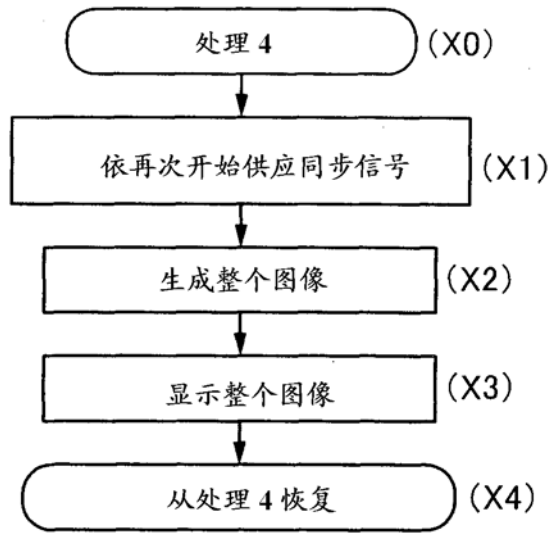 处理 4 (X0)
依再次开始供应同步信号 (X1)
生成整个图像 (X2)
显示整个图像 (X3)
从处理 4 恢复 (X4)